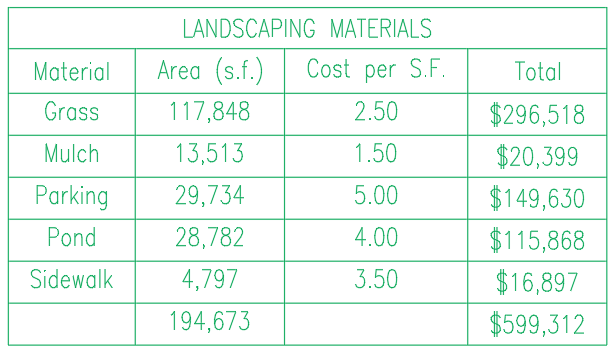 LANDSCAPING MATERIALS
Material Area (s.f.) Cost per S.F. Total
Grass 117,848 2.50 $296,518
Mulch 13,513 1.50 $20,399
Parking 29,734 5.00 $149,630
Pond 28,782 4.00 $115,868
Sidewalk 4,797 3.50 $16,897
194,673 $599,312